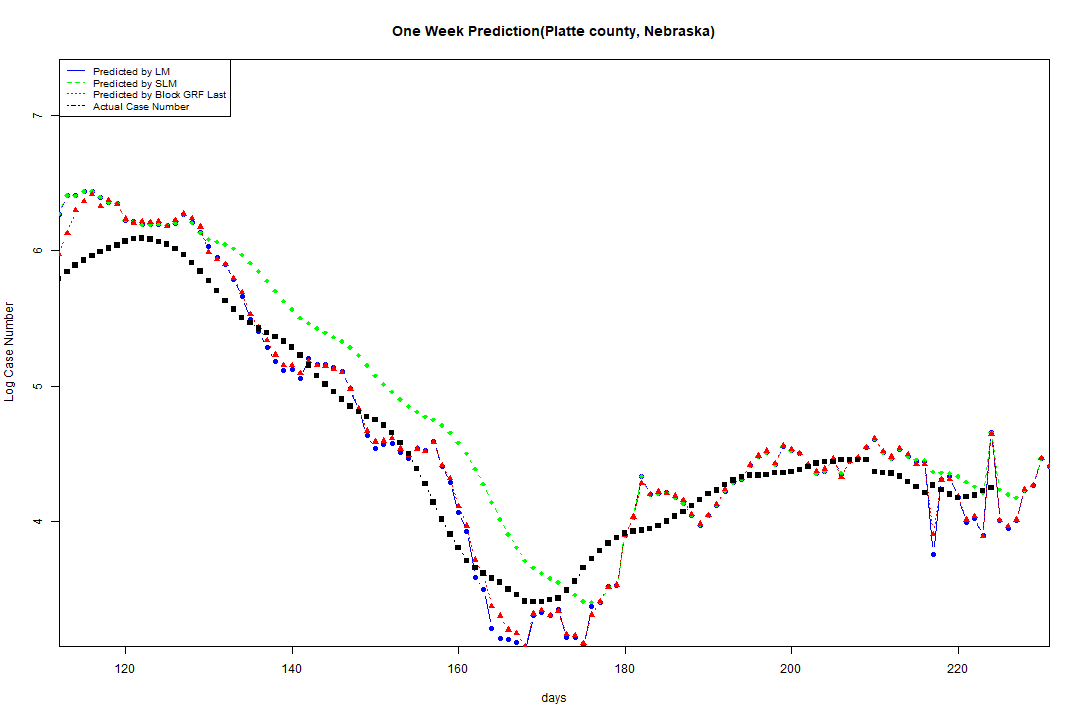 One Week Prediction(Platte county, Nebraska)
Predicted by LM
Predicted by SLM
Predicted by Block GRF Last
Actual Case Number
7
6
5
4
Log Case Number
120 140 160 180 200 220
days